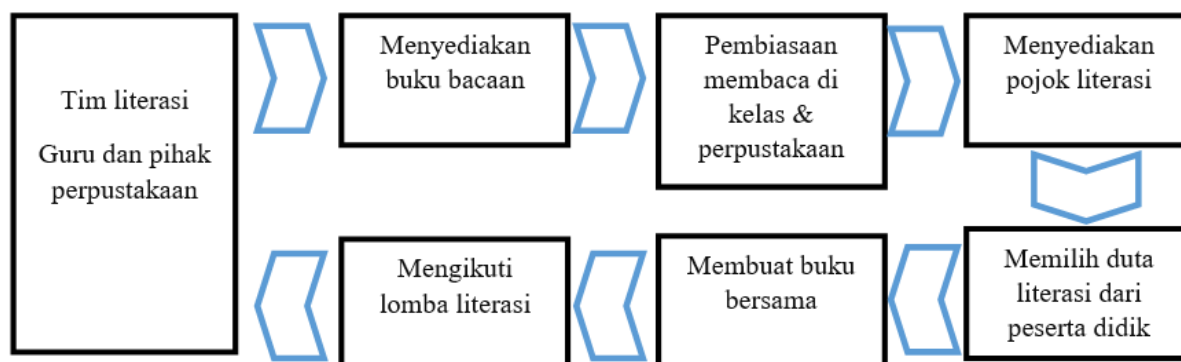 Tim literasi
Guru dan pihak
perpustakaan
Menyediakan
buku bacaan
Pembiasaan
membaca di
kelas &
perpustakaan
Menyediakan
pojok literasi
Memilih duta
literasi dari
peserta didik
Membuat buku
bersama
Mengikuti
lomba literasi